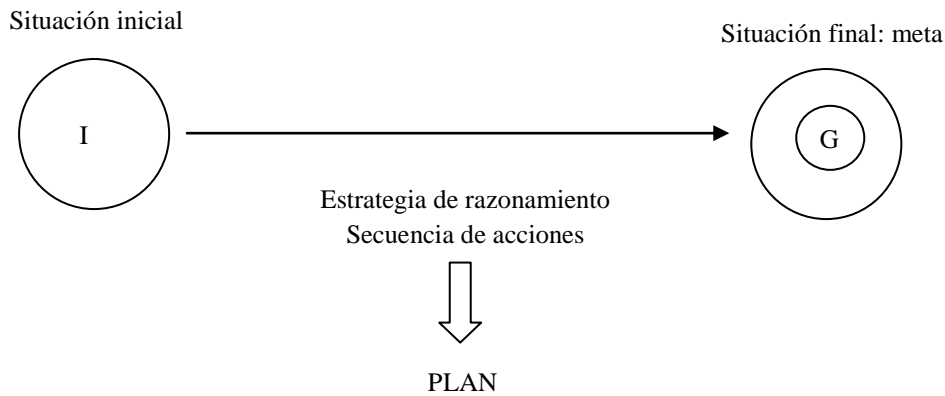 Situación inicial
Situación final: meta
I
G
Estrategia de razonamiento
Secuencia de acciones
PLAN